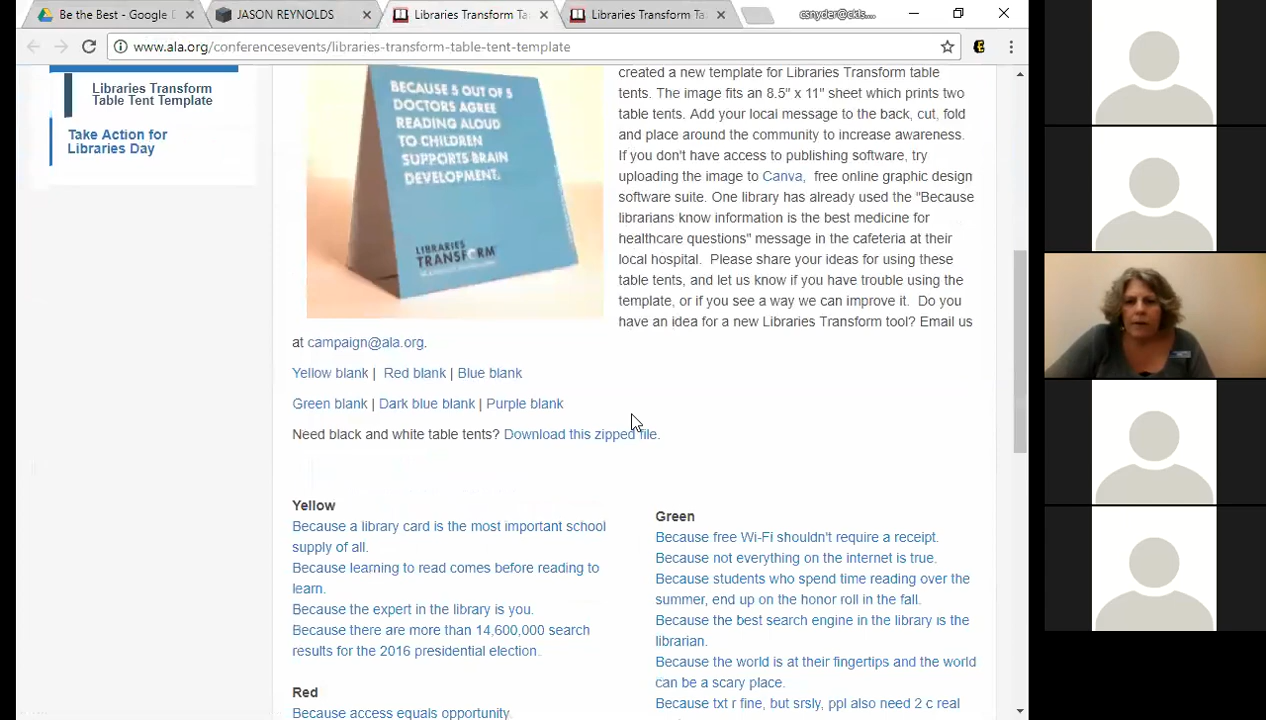 Be the Best - Google D
JASON REYNOLDS
Libraries Transform Ta
Libraries Transform Ta
csnyder@ckts...
www.ala.org/conferencesevents/libraries-transform-table-tent-template
Libraries Transform
Table Tent Template
Take Action for
Libraries Day
BECAUSE 5 OUT OF 5
DOCTORS AGREE
READING ALOUD
TO CHILDREN
SUPPORTS BRAIN
DEVELOPMENT.
LIBRARIES
TRANSFORM
created a new template for Libraries Transform table
tents. The image fits an 8.5" x 11" sheet which prints two
table tents. Add your local message to the back, cut, fold
and place around the community to increase awareness.
If you don't have access to publishing software, try
uploading the image to Canva, free online graphic design
software suite. One library has already used the "Because
librarians know information is the best medicine for
healthcare questions" message in the cafeteria at their
local hospital. Please share your ideas for using these
table tents, and let us know if you have trouble using the
template, or if you see a way we can improve it. Do you
have an idea for a new Libraries Transform tool? Email us
at campaign@ala.org.
Yellow blank | Red blank | Blue blank
Green blank | Dark blue blank | Purple blank
Need black and white table tents? Download this zipped file.
Yellow
Because a library card is the most important school
supply of all.
Because learning to read comes before reading to
learn.
Because the expert in the library is you.
Because there are more than 14,600,000 search
results for the 2016 presidential election.
Red
Because access equals opportunity.
Green
Because free Wi-Fi shouldn't require a receipt.
Because not everything on the internet is true.
Because students who spend time reading over the
summer, end up on the honor roll in the fall.
Because the best search engine in the library is the
librarian.
Because the world is at their fingertips and the world
can be a scary place.
Because txt r fine, but srsly, ppl also need 2 c real